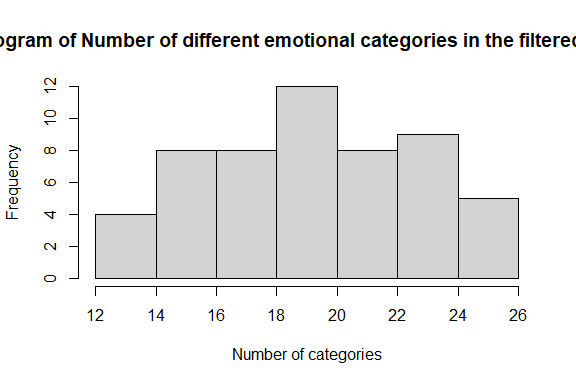 ogram of Number of different emotional categories in the filtered
12
10
8
6
4
2
0
Frequency
12 14 16 18 20 22 24 26
Number of categories